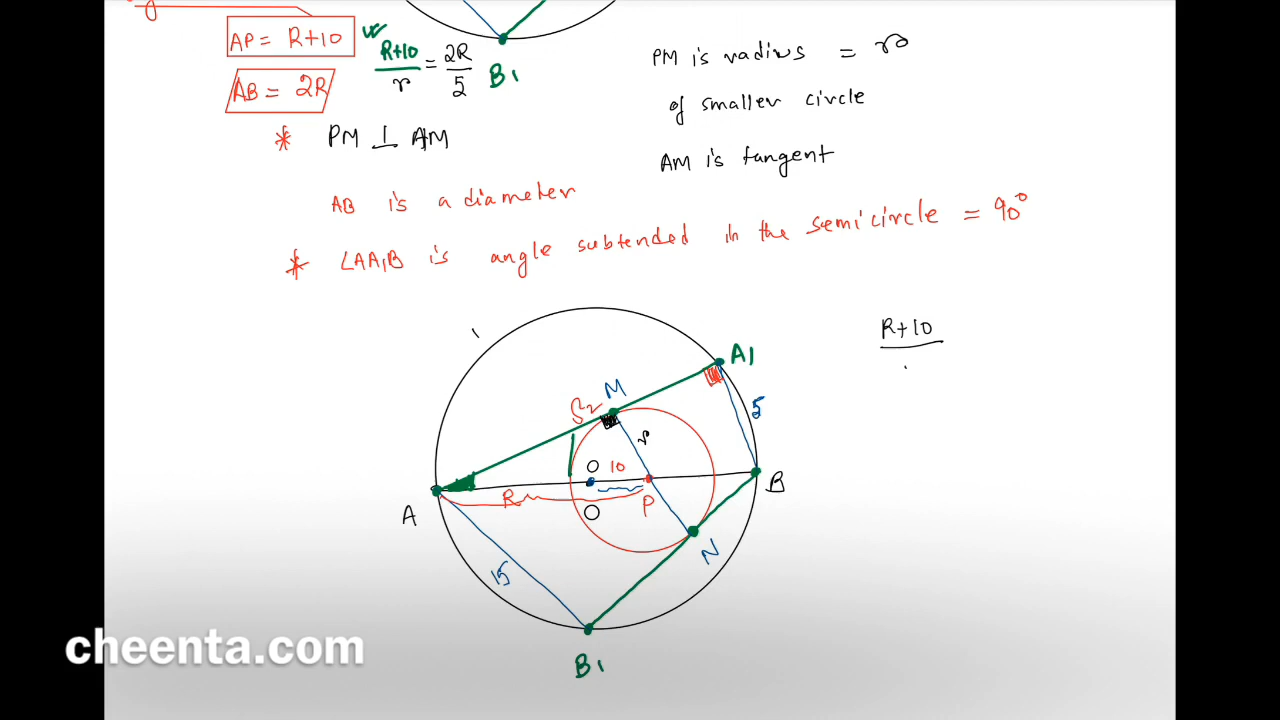 AP = R+10
R+10/r = 2R/5
B1
AB = 2R
PM is radius = r
of smaller circle
* PM ⊥ AM
AM is tangent
AB is a diameter
* ∠AA1B is angle subtended in the semicircle = 90°
R+10
A1
M
5
r
O 10
B
R
A
O
P
N
15
B1
cheenta.com